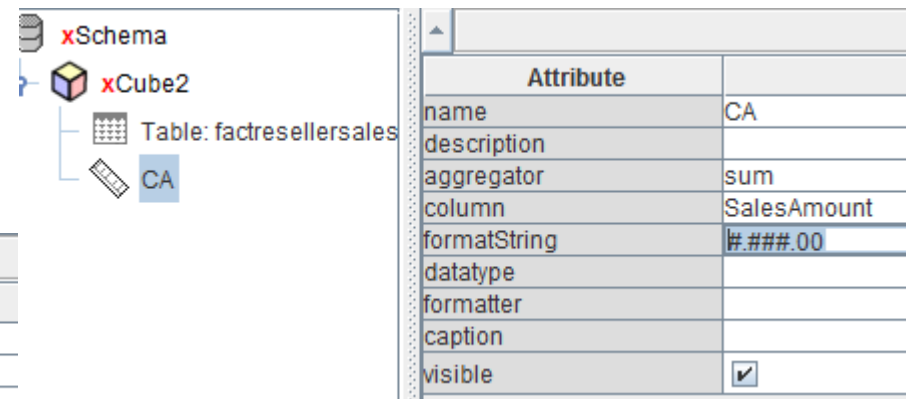 xSchema
xCube2
Table: factresellersales
CA
Attribute
name CA
description
aggregator sum
column SalesAmount
formatString #.###.00
datatype
formatter
caption
visible